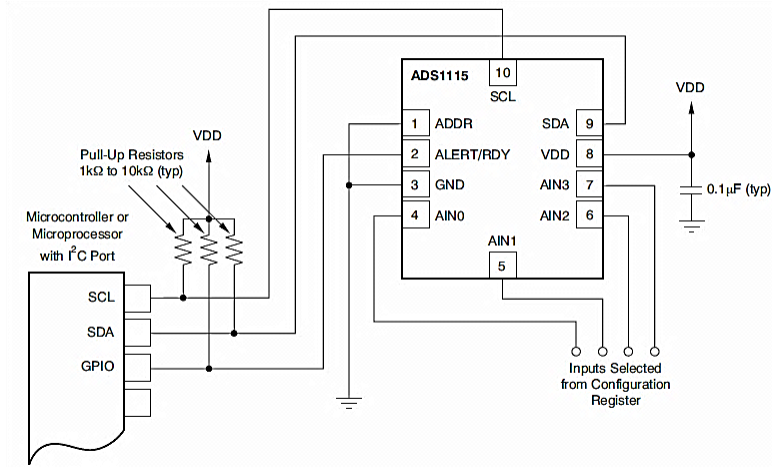 ADS1115
10
SCL
1
ADDR
SDA
9
2
ALERT/RDY
VDD
8
3
GND
AIN3
7
4
AIN0
AIN2
6
AIN1
5
VDD
0.1µF (typ)
VDD
Pull-Up Resistors
1kΩ to 10kΩ (typ)
Microcontroller or
Microprocessor
with I²C Port
SCL
SDA
GPIO
Inputs Selected
from Configuration
Register